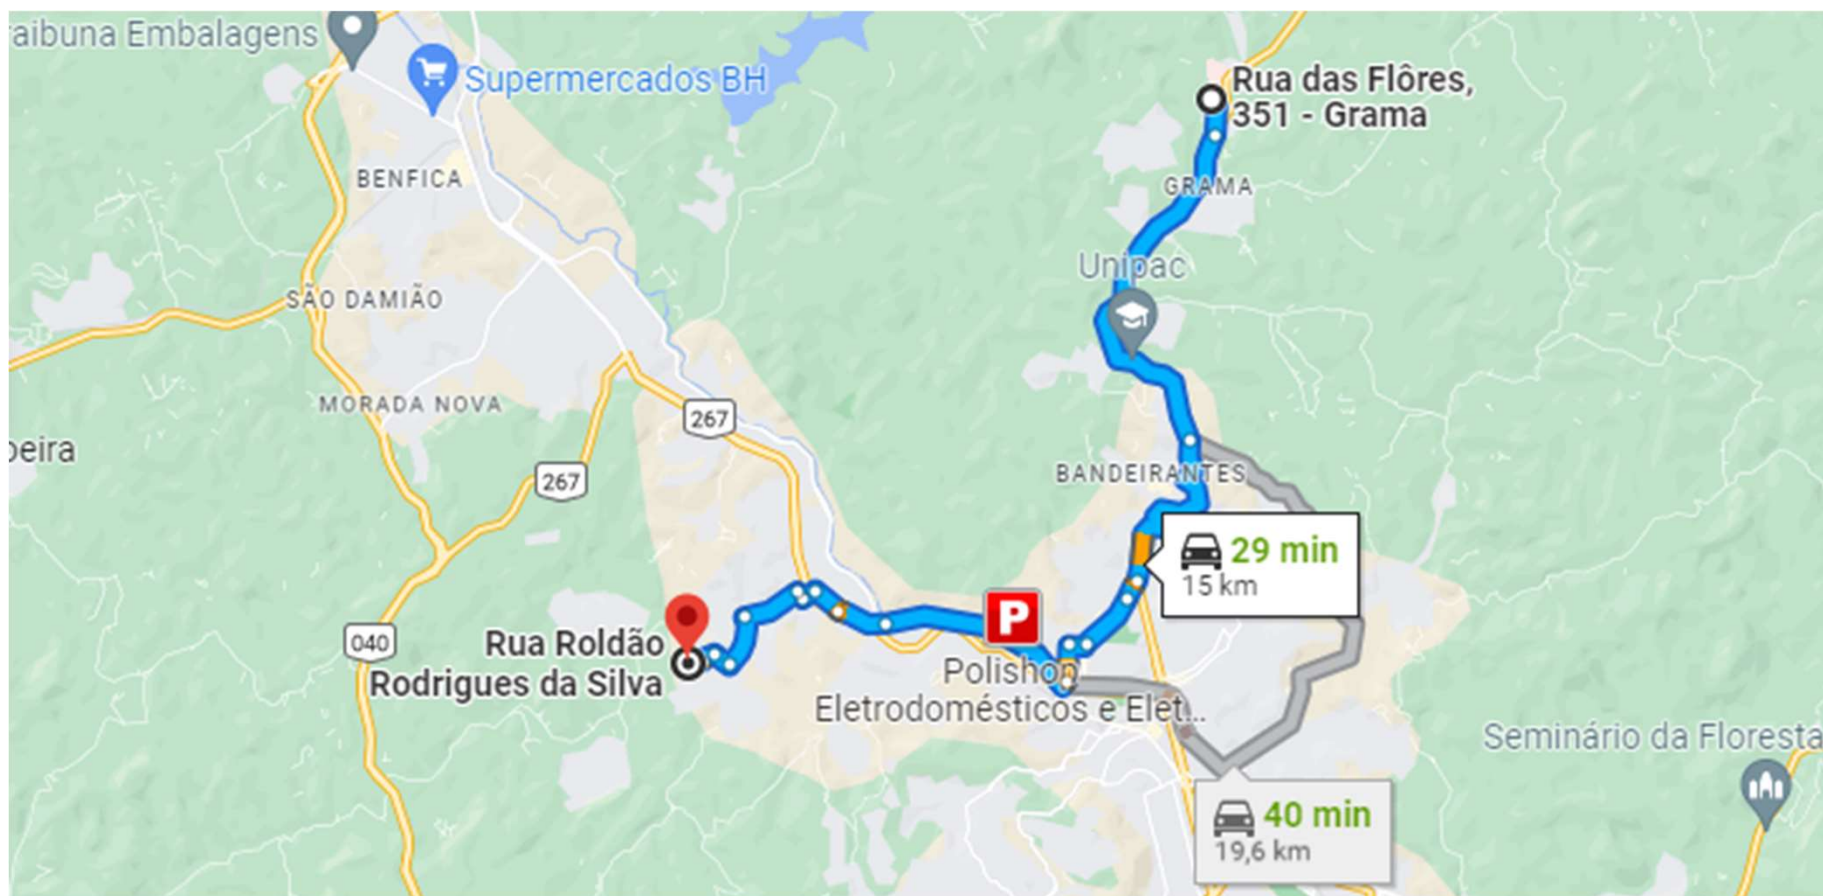 aibuna Embalagens
Supermercados BH
Rua das Flôres,
351 - Grama
BENFICA
GRAMA
Unipac
SÃO DAMIÃO
MORADA NOVA
267
oeira
BANDEIRANTES
267
29 min
15 km
P
040
Rua Roldão
Rodrigues da Silva
Polishop
Eletrodomésticos e Elet...
Seminário da Floresta
40 min
19,6 km